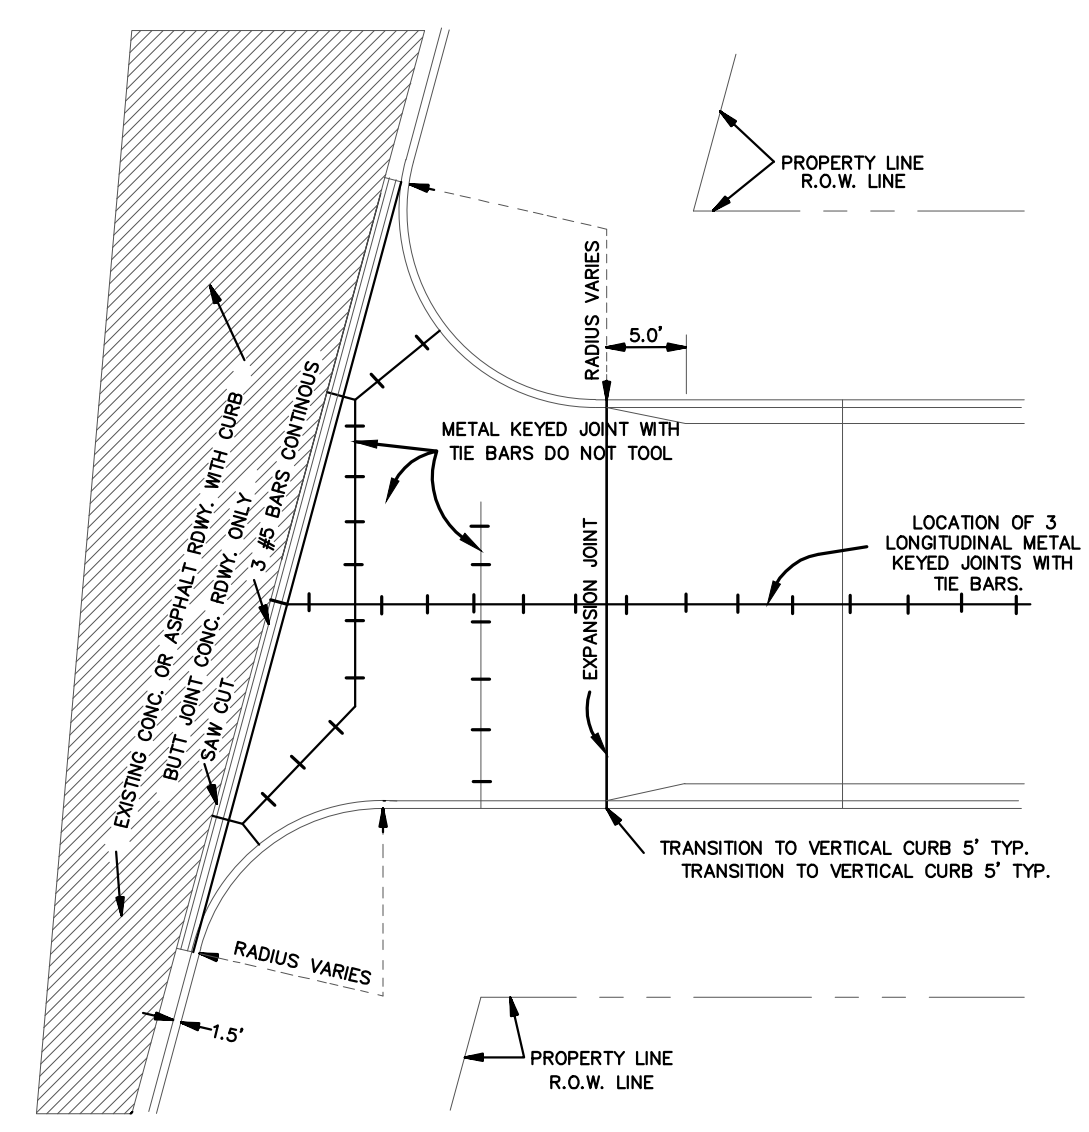 PROPERTY LINE
R.O.W. LINE
RADIUS VARIES
5.0'
METAL KEYED JOINT WITH
TIE BARS DO NOT TOOL
EXISTING CONC. OR ASPHALT RDWY. WITH CURB
BUTT JOINT CONC. RDWY. ONLY
SAW CUT
3 #5 BARS CONTINOUS
EXPANSION JOINT
LOCATION OF 3
LONGITUDINAL METAL
KEYED JOINTS WITH
TIE BARS.
TRANSITION TO VERTICAL CURB 5' TYP.
TRANSITION TO VERTICAL CURB 5' TYP.
RADIUS VARIES
1.5'
PROPERTY LINE
R.O.W. LINE